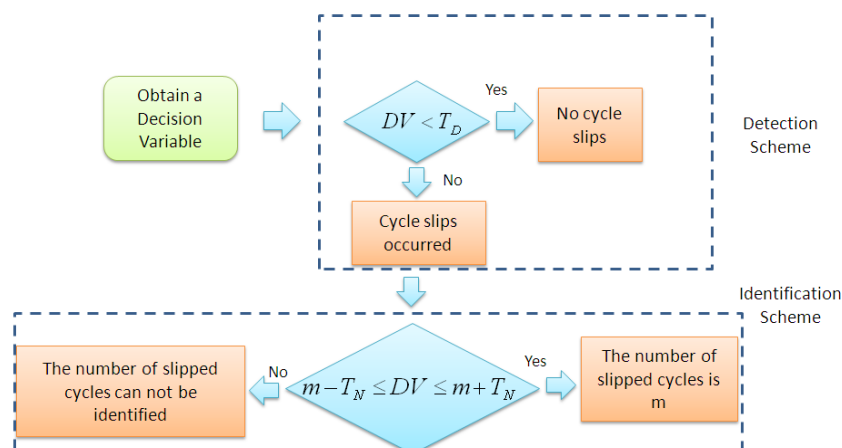 Obtain a
Decision
Variable
DV < T_D
Yes
No cycle
slips
Detection
Scheme
No
Cycle slips
occurred
Identification
Scheme
The number of slipped
cycles can not be
identified
No
m − T_N ≤ DV ≤ m + T_N
Yes
The number of
slipped cycles is
m